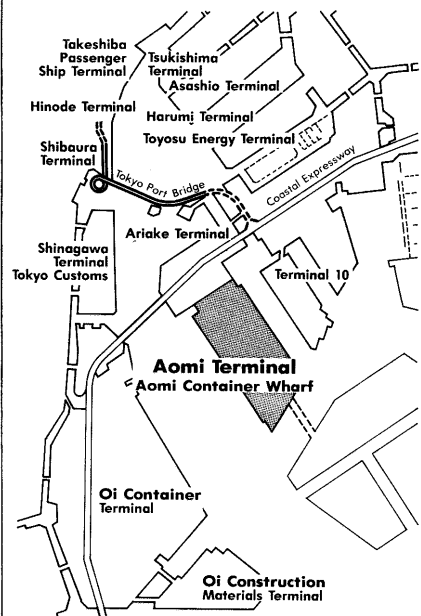 Takeshiba
Passenger
Ship Terminal
Tsukishima
Terminal
Asashio Terminal
Hinode Terminal
Harumi Terminal
Toyosu Energy Terminal
Shibaura
Terminal
Tokyo Port Bridge
Coastal Expressway
Ariake Terminal
Shinagawa
Terminal
Tokyo Customs
Terminal 10
Aomi Terminal
Aomi Container Wharf
Oi Container
Terminal
Oi Construction
Materials Terminal